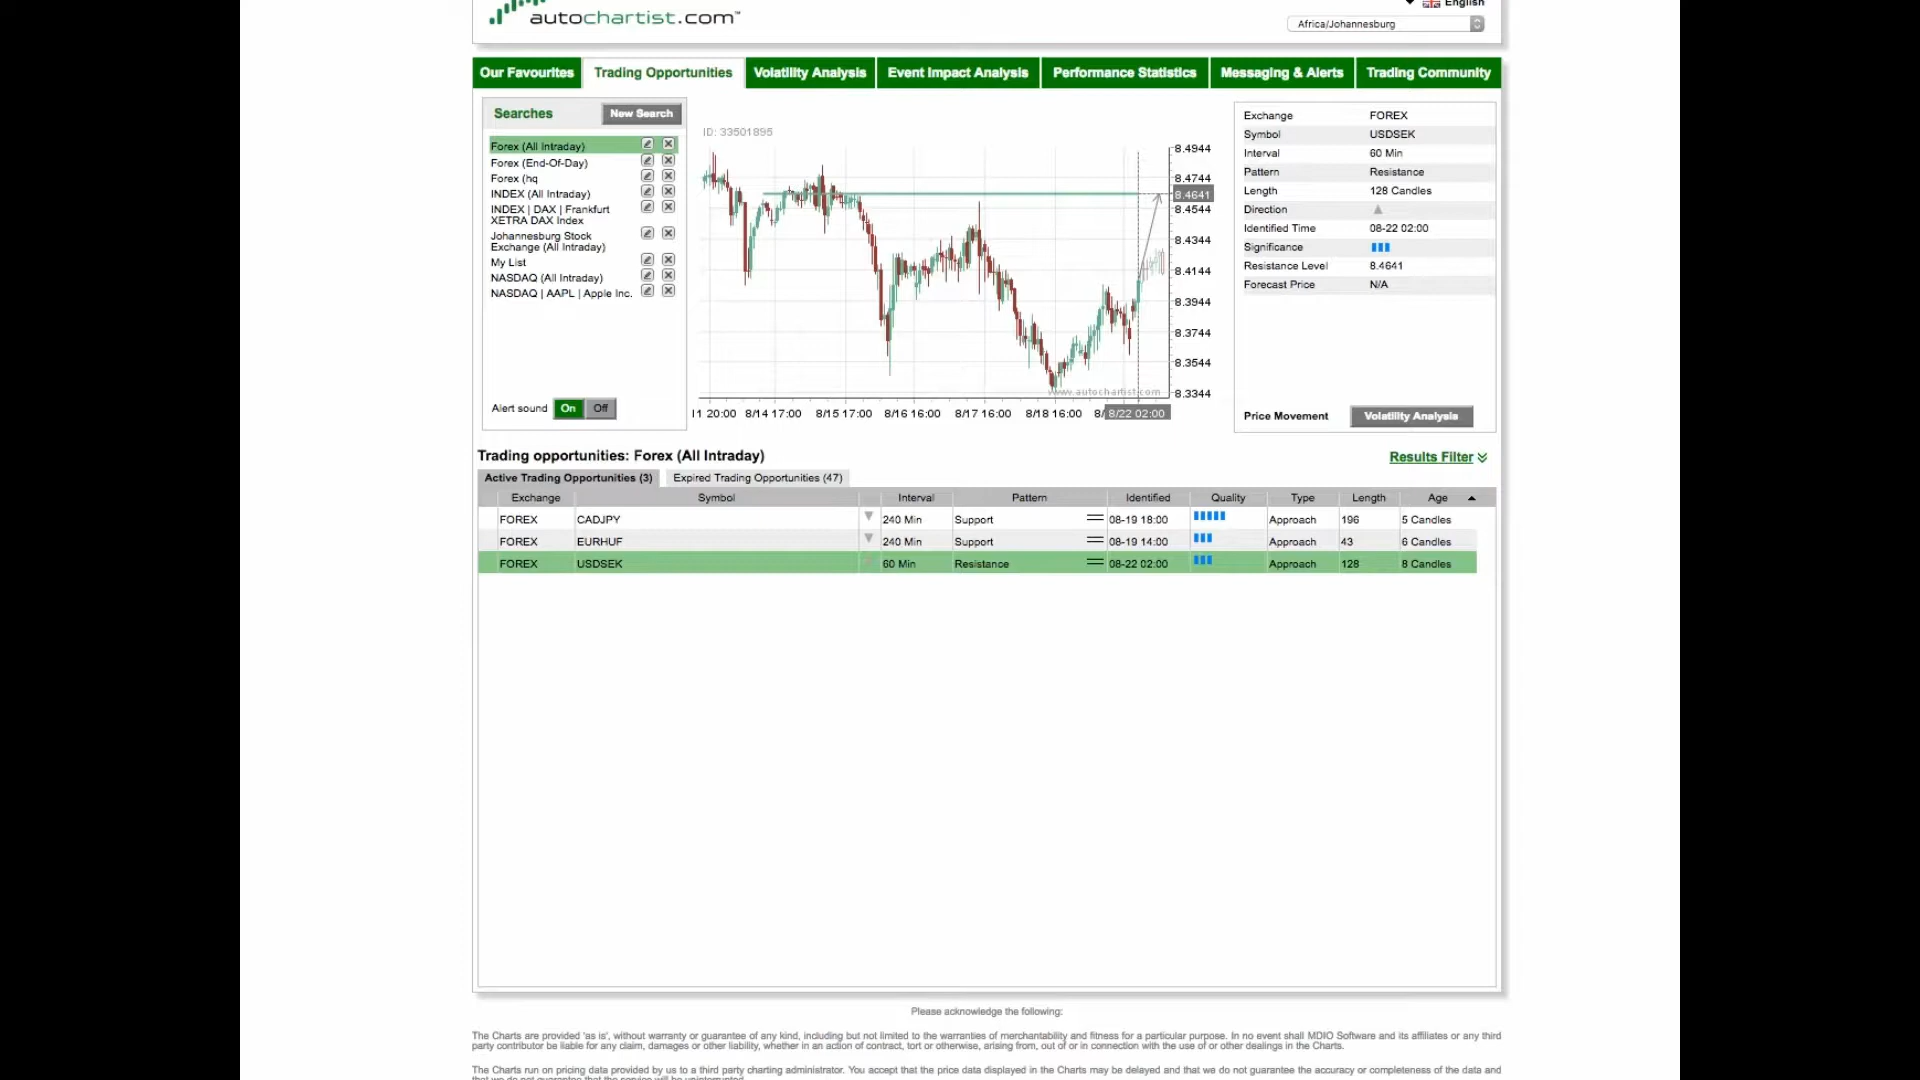 autochartist.com™
English
Africa/Johannesburg
Our Favourites
Trading Opportunities
Volatility Analysis
Event Impact Analysis
Performance Statistics
Messaging & Alerts
Trading Community
Searches
New Search
Forex (All Intraday)
Forex (End-Of-Day)
Forex (hq
INDEX (All Intraday)
INDEX | DAX | Frankfurt
XETRA DAX Index
Johannesburg Stock
Exchange (All Intraday)
My List
NASDAQ (All Intraday)
NASDAQ | AAPL | Apple Inc.
Alert sound On Off
ID: 33501895
8.4944
8.4744
8.4641
8.4544
8.4344
8.4144
8.3944
8.3744
8.3544
8.3344
www.autochartist.com
11 20:00 8/14 17:00 8/15 17:00 8/16 16:00 8/17 16:00 8/18 16:00 8/ 8/22 02:00
Exchange FOREX
Symbol USDSEK
Interval 60 Min
Pattern Resistance
Length 128 Candles
Direction
Identified Time 08-22 02:00
Significance
Resistance Level 8.4641
Forecast Price N/A
Price Movement Volatility Analysis
Trading opportunities: Forex (All Intraday)
Results Filter
Active Trading Opportunities (3) Expired Trading Opportunities (47)
Exchange Symbol Interval Pattern Identified Quality Type Length Age
FOREX CADJPY 240 Min Support 08-19 18:00 Approach 196 5 Candles
FOREX EURHUF 240 Min Support 08-19 14:00 Approach 43 6 Candles
FOREX USDSEK 60 Min Resistance 08-22 02:00 Approach 128 8 Candles
Please acknowledge the following:
The Charts are provided 'as is', without warranty or guarantee of any kind, including but not limited to the warranties of merchantability and fitness for a particular purpose. In no event shall MDIO Software and its affiliates or any third
party contributor be liable for any claim, damages or other liability, whether in an action of contract, tort or otherwise, arising from, out of or in connection with the use of or other dealings in the Charts.
The Charts run on pricing data provided by us to a third party charting administrator. You accept that the price data displayed in the Charts may be delayed and that we do not guarantee the accuracy or completeness of the data and
that we do not guarantee that the service will be uninterrupted.